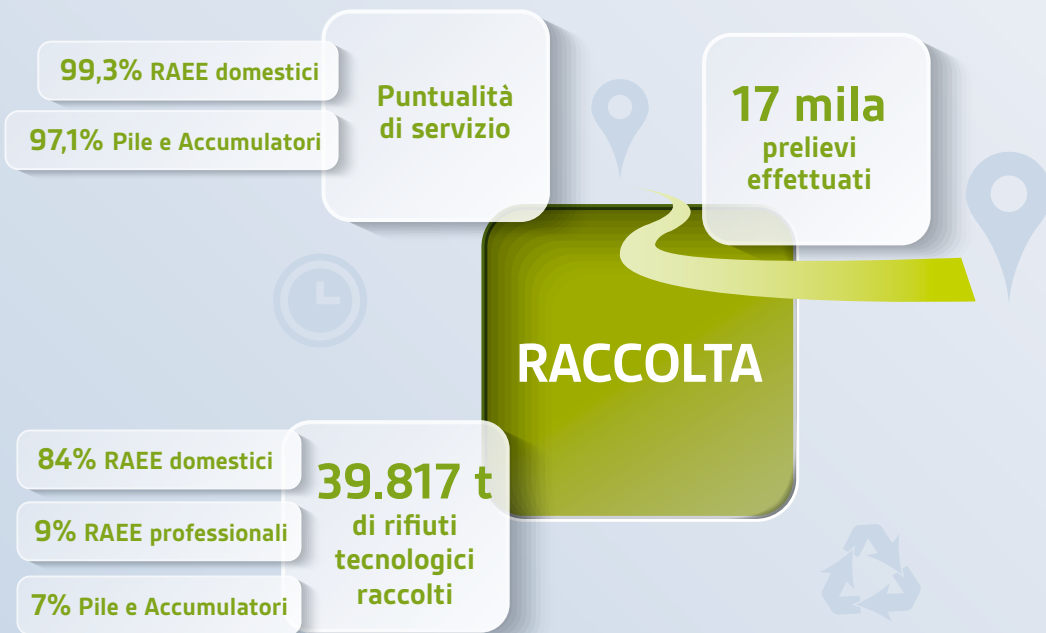 99,3% RAEE domestici
97,1% Pile e Accumulatori
Puntualità
di servizio
17 mila
prelievi
effettuati
RACCOLTA
84% RAEE domestici
9% RAEE professionali
7% Pile e Accumulatori
39.817 t
di rifiuti
tecnologici
raccolti